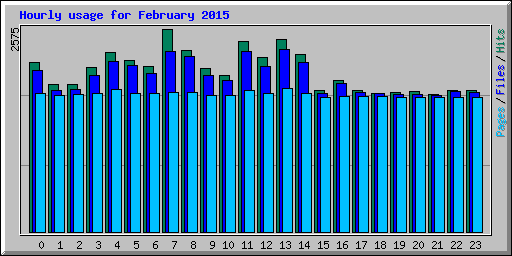 Hourly usage for February 2015
2575
Pages / Files / Hits
0 1 2 3 4 5 6 7 8 9 10 11 12 13 14 15 16 17 18 19 20 21 22 23